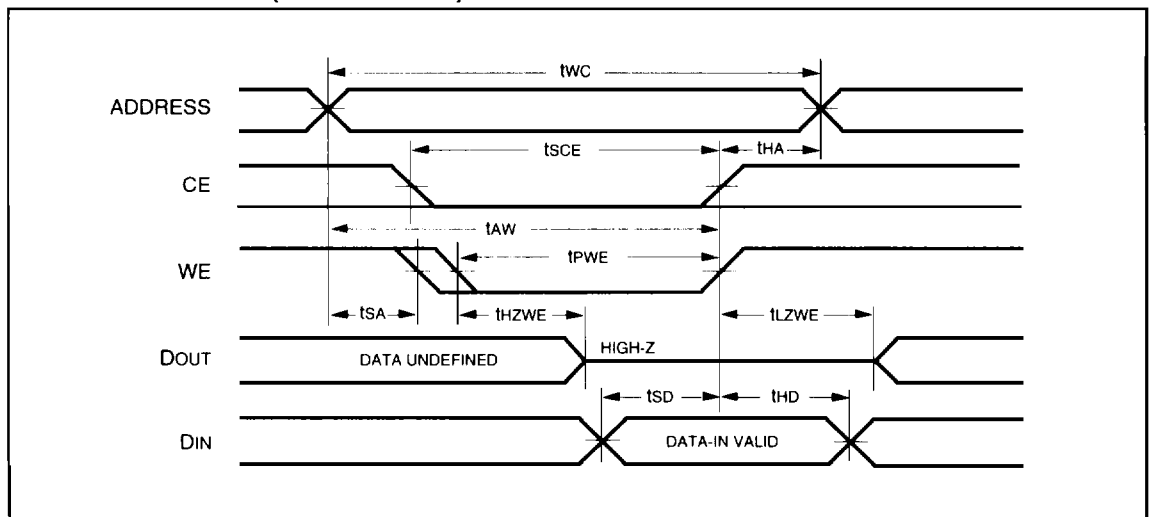 tWC
ADDRESS
tSCE
tHA
CE
tAW
tPWE
WE
tSA
tHZWE
tLZWE
DOUT
DATA UNDEFINED
HIGH-Z
tSD
tHD
DIN
DATA-IN VALID